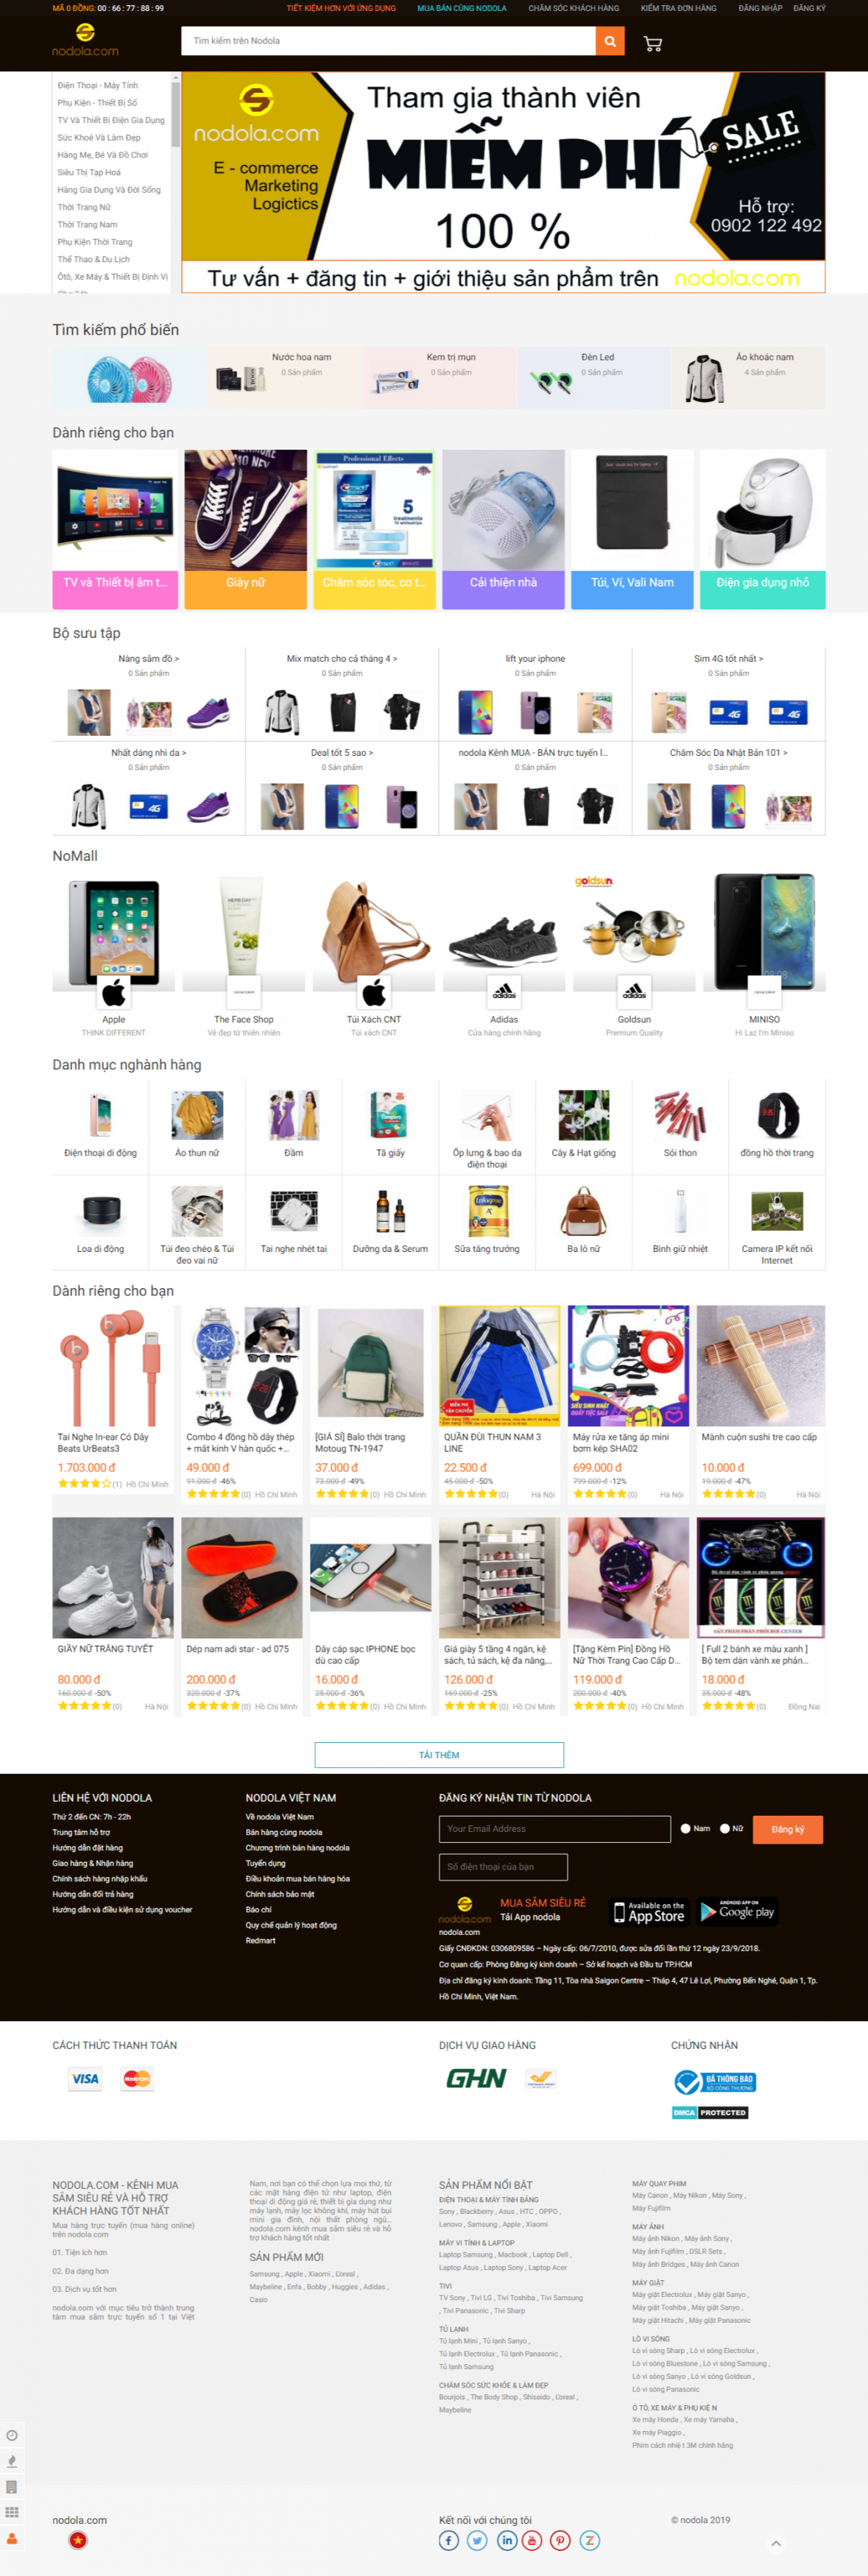 MÃ 0 ĐỒNG: 00 : 66 : 77 : 88 : 99
TIẾT KIỆM HƠN VỚI ỨNG DỤNG
MUA BÁN CÙNG NODOLA
CHĂM SÓC KHÁCH HÀNG
KIỂM TRA ĐƠN HÀNG
ĐĂNG NHẬP
ĐĂNG KÝ
nodola.com
Tìm kiếm trên Nodola
Điện Thoại - Máy Tính
Phụ Kiện - Thiết Bị Số
TV Và Thiết Bị Điện Gia Dụng
Sức Khoẻ Và Làm Đẹp
Hàng Mẹ, Bé Và Đồ Chơi
Siêu Thị Tạp Hoá
Hàng Gia Dụng Và Đời Sống
Thời Trang Nữ
Thời Trang Nam
Phụ Kiện Thời Trang
Thể Thao & Du Lịch
Ôtô, Xe Máy & Thiết Bị Định Vị
nodola.com
E - commerce
Marketing
Logictics
Tham gia thành viên
MIỄM PHÍ
100 %
SALE
Hỗ trợ:
0902 122 492
Tư vấn + đăng tin + giới thiệu sản phẩm trên nodola.com
Tìm kiếm phổ biến
Nước hoa nam
0 Sản phẩm
Kem trị mụn
0 Sản phẩm
Đèn Led
0 Sản phẩm
Áo khoác nam
4 Sản phẩm
Dành riêng cho bạn
Professional Effects
5
treatments
TV và Thiết bị âm t...
Giày nữ
Chăm sóc tóc, cơ t...
Cải thiện nhà
Túi, Ví, Vali Nam
Điện gia dụng nhỏ
Bộ sưu tập
Nàng sắm đồ >
0 Sản phẩm
Mix match cho cả tháng 4 >
0 Sản phẩm
lift your iphone
0 Sản phẩm
Sim 4G tốt nhất >
0 Sản phẩm
4G
4G
Nhất dáng nhì da >
0 Sản phẩm
Deal tốt 5 sao >
0 Sản phẩm
nodola Kênh MUA - BÁN trực tuyến l...
0 Sản phẩm
Chăm Sóc Da Nhật Bản 101 >
0 Sản phẩm
4G
NoMall
goldsun
08:08
adidas
adidas
Apple
THINK DIFFERENT
The Face Shop
Vẻ đẹp từ thiên nhiên
Túi Xách CNT
Túi xách CNT
Adidas
Cửa hàng chính hãng
Goldsun
Premium Quality
MINISO
Hi Laz I'm Miniso
Danh mục nghành hàng
Điện thoại di động
Áo thun nữ
Đầm
Tã giấy
Ốp lưng & bao da
điện thoại
Cây & Hạt giống
Sỏi thon
đồng hồ thời trang
Loa di động
Túi đeo chéo & Túi
đeo vai nữ
Tai nghe nhét tai
Dưỡng da & Serum
Sữa tăng trưởng
Ba lô nữ
Bình giữ nhiệt
Camera IP kết nối
Internet
Dành riêng cho bạn
Tai Nghe In-ear Có Dây
Beats UrBeats3
1.703.000 đ
(1) Hồ Chí Minh
Combo 4 đồng hồ dây thép
+ mắt kính V hàn quốc +...
49.000 đ
91.000 đ -46%
(0) Hồ Chí Minh
[GIÁ SỈ] Balo thời trang
Motoug TN-1947
37.000 đ
73.000 đ -49%
(0) Hồ Chí Minh
QUẦN ĐÙI THUN NAM 3
LINE
22.500 đ
45.000 đ -50%
(0) Hà Nội
Máy rửa xe tăng áp mini
bơm kép SHA02
699.000 đ
799.000 đ -12%
(0) Hà Nội
Mành cuộn sushi tre cao cấp
10.000 đ
19.000 đ -47%
(0) Hà Nội
GIẦY NỮ TRẮNG TUYẾT
80.000 đ
160.000 đ -50%
(0) Hà Nội
Dép nam adi star - ad 075
200.000 đ
320.000 đ -37%
(0) Hồ Chí Minh
Dây cáp sạc IPHONE bọc
dù cao cấp
16.000 đ
25.000 đ -36%
(0) Hồ Chí Minh
Giá giày 5 tầng 4 ngăn, kệ
sách, tủ sách, kệ đa năng,...
126.000 đ
169.000 đ -25%
(0) Hồ Chí Minh
[Tặng Kèm Pin] Đồng Hồ
Nữ Thời Trang Cao Cấp D...
119.000 đ
200.000 đ -40%
(0) Hồ Chí Minh
[ Full 2 bánh xe màu xanh ]
Bộ tem dán vành xe phản...
18.000 đ
35.000 đ -48%
(0) Đồng Nai
TẢI THÊM
LIÊN HỆ VỚI NODOLA
Thứ 2 đến CN: 7h - 22h
Trung tâm hỗ trợ
Hướng dẫn đặt hàng
Giao hàng & Nhận hàng
Chính sách hàng nhập khẩu
Hướng dẫn đổi trả hàng
Hướng dẫn và điều kiện sử dụng voucher
NODOLA VIỆT NAM
Về nodola Việt Nam
Bán hàng cùng nodola
Chương trình bán hàng nodola
Tuyển dụng
Điều khoản mua bán hàng hóa
Chính sách bảo mật
Báo chí
Quy chế quản lý hoạt động
Redmart
ĐĂNG KÝ NHẬN TIN TỪ NODOLA
Your Email Address
Nam
Nữ
Đăng ký
Số điện thoại của bạn
nodola.com
MUA SẮM SIÊU RẺ
Tải App nodola
Available on the
App Store
ANDROID APP ON
Google play
nodola.com
Giấy CNĐKDN: 0306809586 – Ngày cấp: 06/7/2010, được sửa đổi lần thứ 12 ngày 23/9/2018.
Cơ quan cấp: Phòng Đăng ký kinh doanh – Sở kế hoạch và Đầu tư TP.HCM
Địa chỉ đăng ký kinh doanh: Tầng 11, Tòa nhà Saigon Centre – Tháp 4, 47 Lê Lợi, Phường Bến Nghé, Quận 1, Tp.
Hồ Chí Minh, Việt Nam.
CÁCH THỨC THANH TOÁN
VISA
DỊCH VỤ GIAO HÀNG
GHN
CHỨNG NHẬN
ĐÃ THÔNG BÁO
BỘ CÔNG THƯƠNG
DMCA PROTECTED
NODOLA.COM - KÊNH MUA
SẮM SIÊU RẺ VÀ HỖ TRỢ
KHÁCH HÀNG TỐT NHẤT
Mua hàng trực tuyến (mua hàng online)
trên nodola.com
01. Tiện ích hơn
02. Đa dạng hơn
03. Dịch vụ tốt hơn
nodola.com với mục tiêu trở thành trung
tâm mua sắm trực tuyến số 1 tại Việt
Nam, nơi bạn có thể chọn lựa mọi thứ, từ
các mặt hàng điện tử như laptop, điện
thoại di động giá rẻ, thiết bị gia dụng như
máy lạnh, máy lọc không khí, máy hút bụi
mini gia đình, nội thất phòng ngủ...
nodola.com kênh mua sắm siêu rẻ và hỗ
trợ khách hàng tốt nhất
SẢN PHẨM MỚI
Samsung , Apple , Xiaomi , L'oreal ,
Maybeline , Enfa , Bobby , Huggies , Adidas ,
Casio
SẢN PHẨM NỔI BẬT
ĐIỆN THOẠI & MÁY TÍNH BẢNG
Sony , Blackberry , Asus , HTC , OPPO ,
Lenovo , Samsung , Apple , Xiaomi
MÁY VI TÍNH & LAPTOP
Laptop Samsung , Macbook , Laptop Dell ,
Laptop Asus , Laptop Sony , Laptop Acer
TIVI
TV Sony , Tivi LG , Tivi Toshiba , Tivi Samsung
, Tivi Panasonic , Tivi Sharp
TỦ LẠNH
Tủ lạnh Mini , Tủ lạnh Sanyo ,
Tủ lạnh Electrolux , Tủ lạnh Panasonic ,
Tủ lạnh Samsung
CHĂM SÓC SỨC KHỎE & LÀM ĐẸP
Bourjois , The Body Shop , Shiseido , L'oreal ,
Maybeline
MÁY QUAY PHIM
Máy Canon , Máy Nikon , Máy Sony ,
Máy Fujifilm
MÁY ẢNH
Máy ảnh Nikon , Máy ảnh Sony ,
Máy ảnh Fujifilm , DSLR Sets ,
Máy ảnh Bridges , Máy ảnh Canon
MÁY GIẶT
Máy giặt Electrolux , Máy giặt Sanyo ,
Máy giặt Toshiba , Máy giặt Sanyo ,
Máy giặt Hitachi , Máy giặt Panasonic
LÒ VI SÓNG
Lò vi sóng Sharp , Lò vi sóng Electrolux ,
Lò vi sóng Bluestone , Lò vi sóng Samsung ,
Lò vi sóng Sanyo , Lò vi sóng Goldsun ,
Lò vi sóng Panasonic
Ô TÔ, XE MÁY & PHỤ KIỆ N
Xe máy Honda , Xe máy Yamaha ,
Xe máy Piaggio ,
Phim cách nhiệ t 3M chính hãng
nodola.com
Kết nối với chúng tôi
© nodola 2019